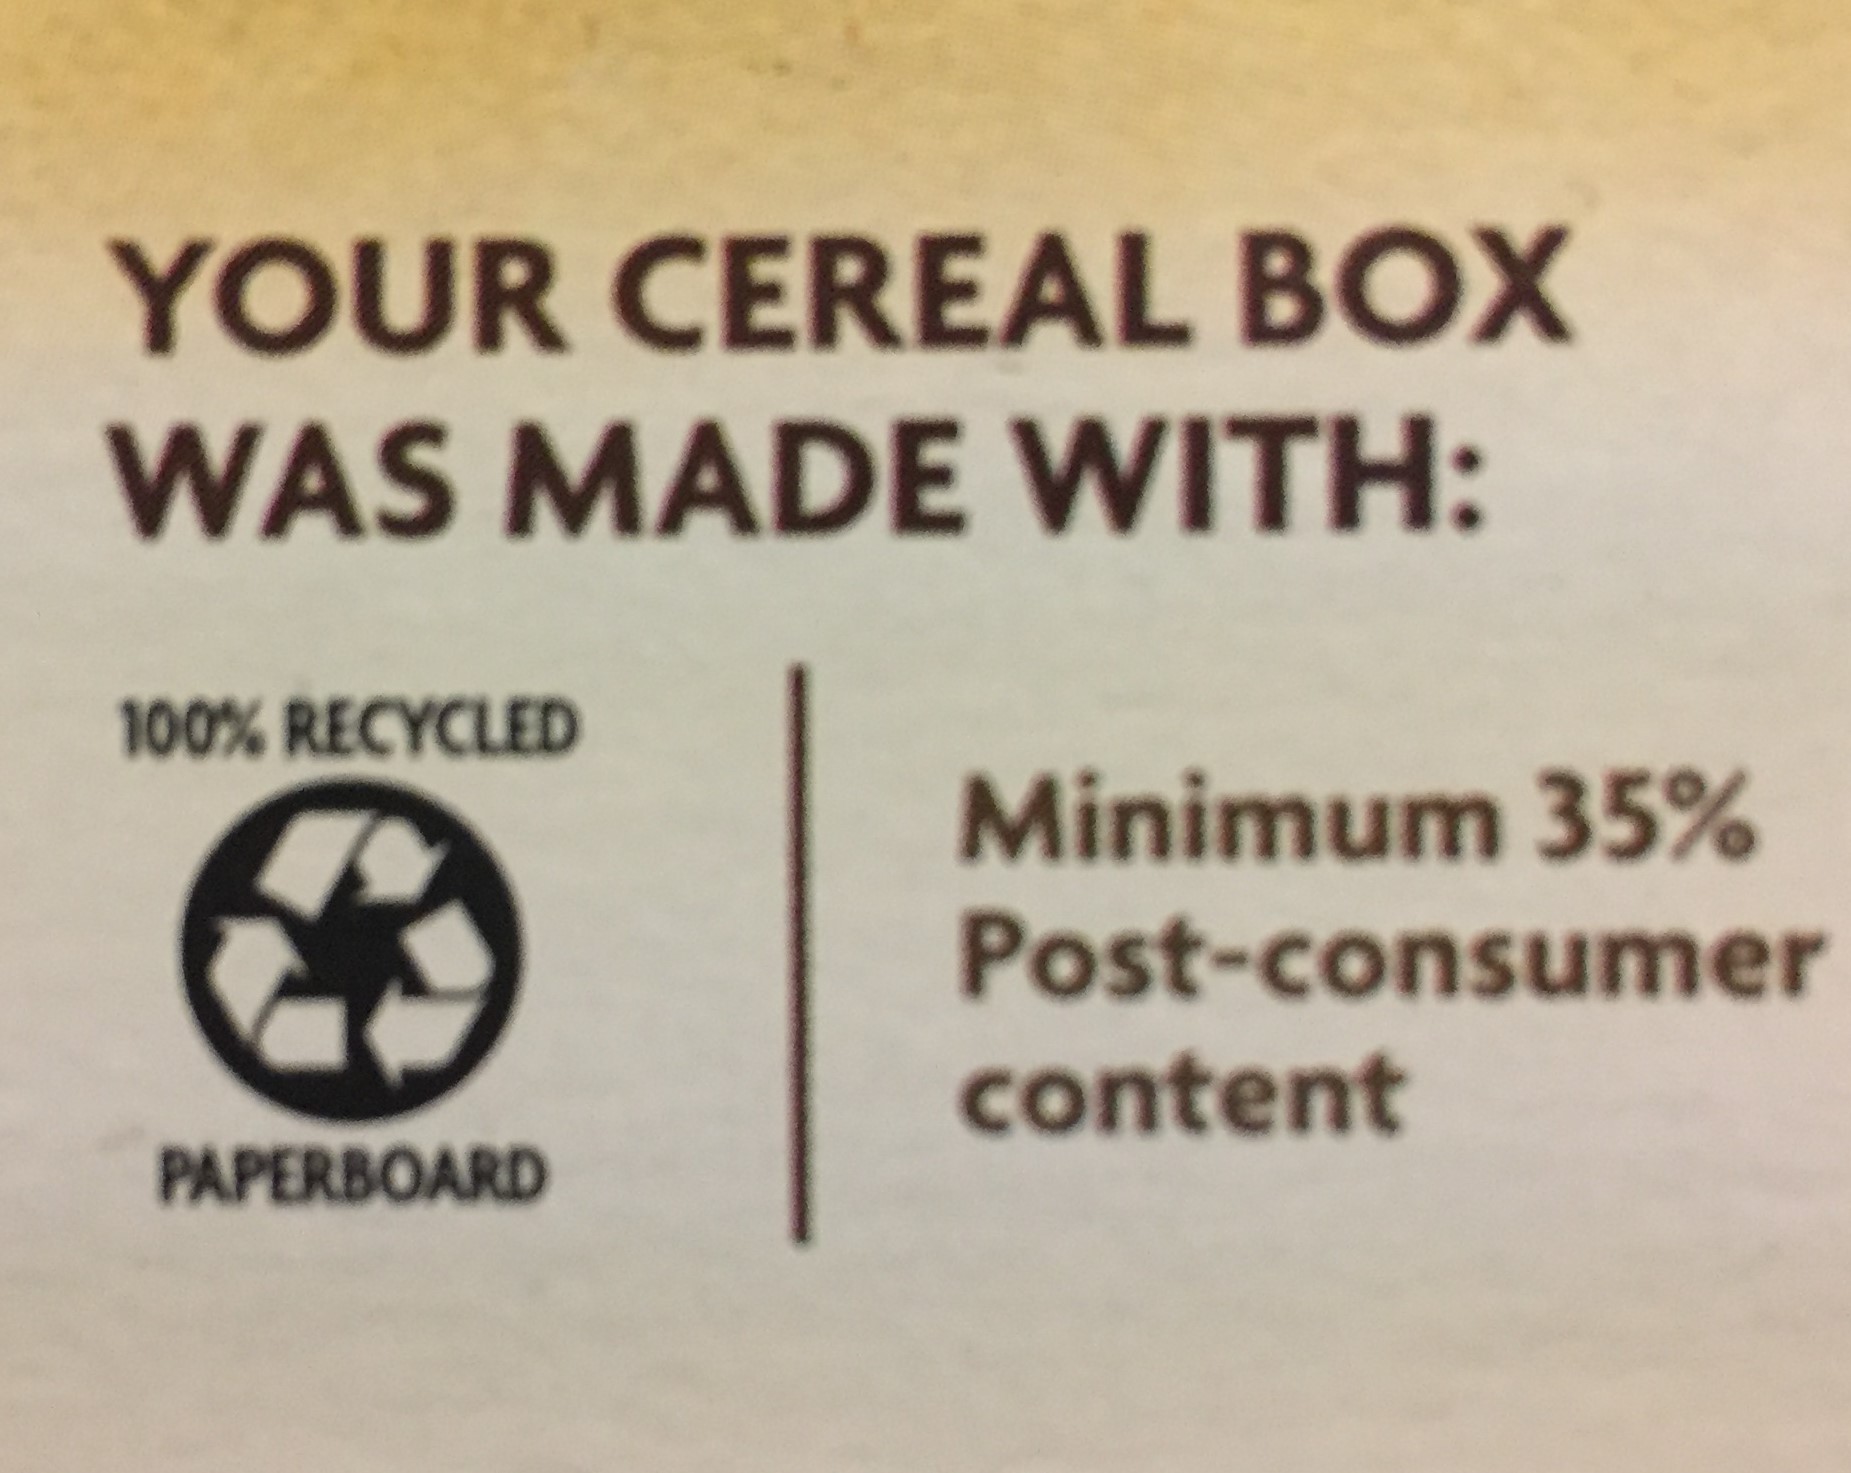 YOUR CEREAL BOX
WAS MADE WITH:
100% RECYCLED
PAPERBOARD
Minimum 35%
Post-consumer
content